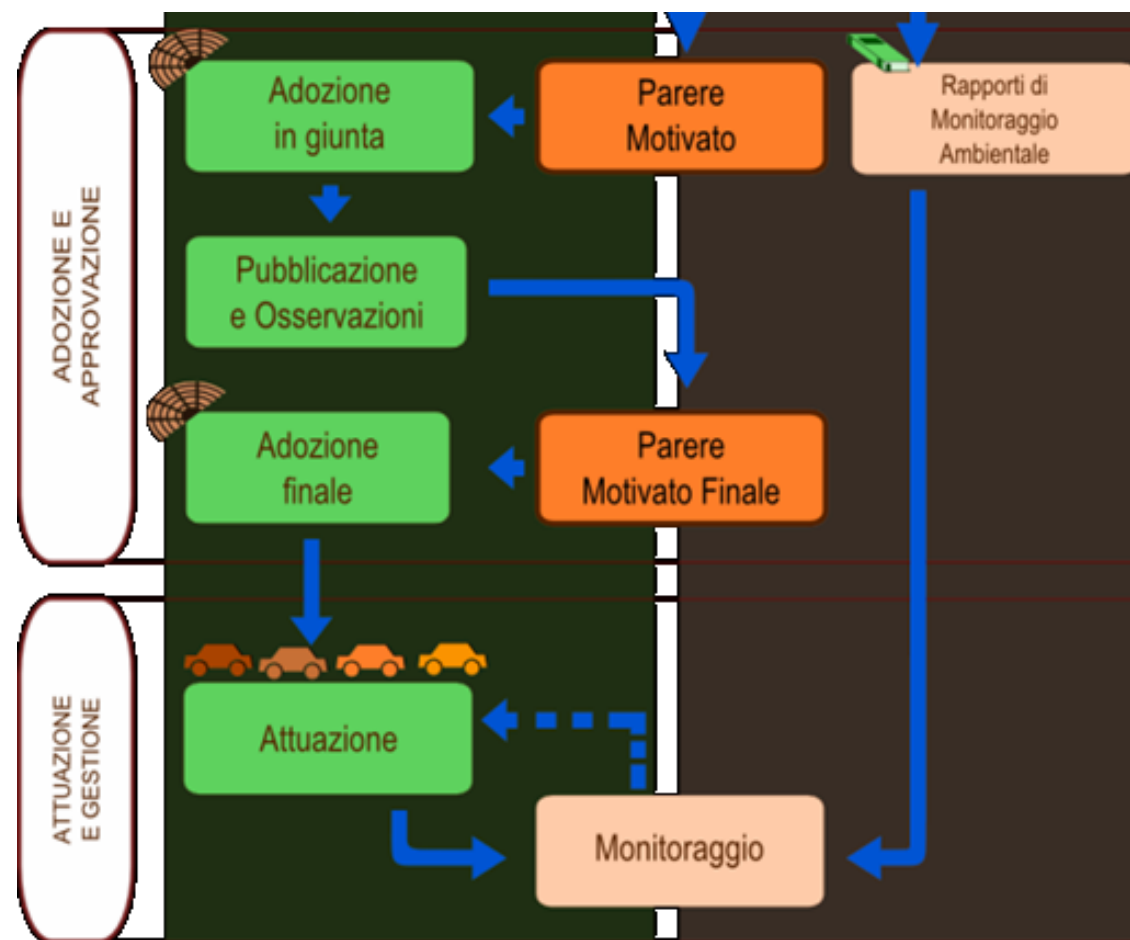 ADOZIONE E
APPROVAZIONE
Adozione
in giunta
Parere
Motivato
Rapporti di
Monitoraggio
Ambientale
Pubblicazione
e Osservazioni
Adozione
finale
Parere
Motivato Finale
ATTUAZIONE
E GESTIONE
Attuazione
Monitoraggio